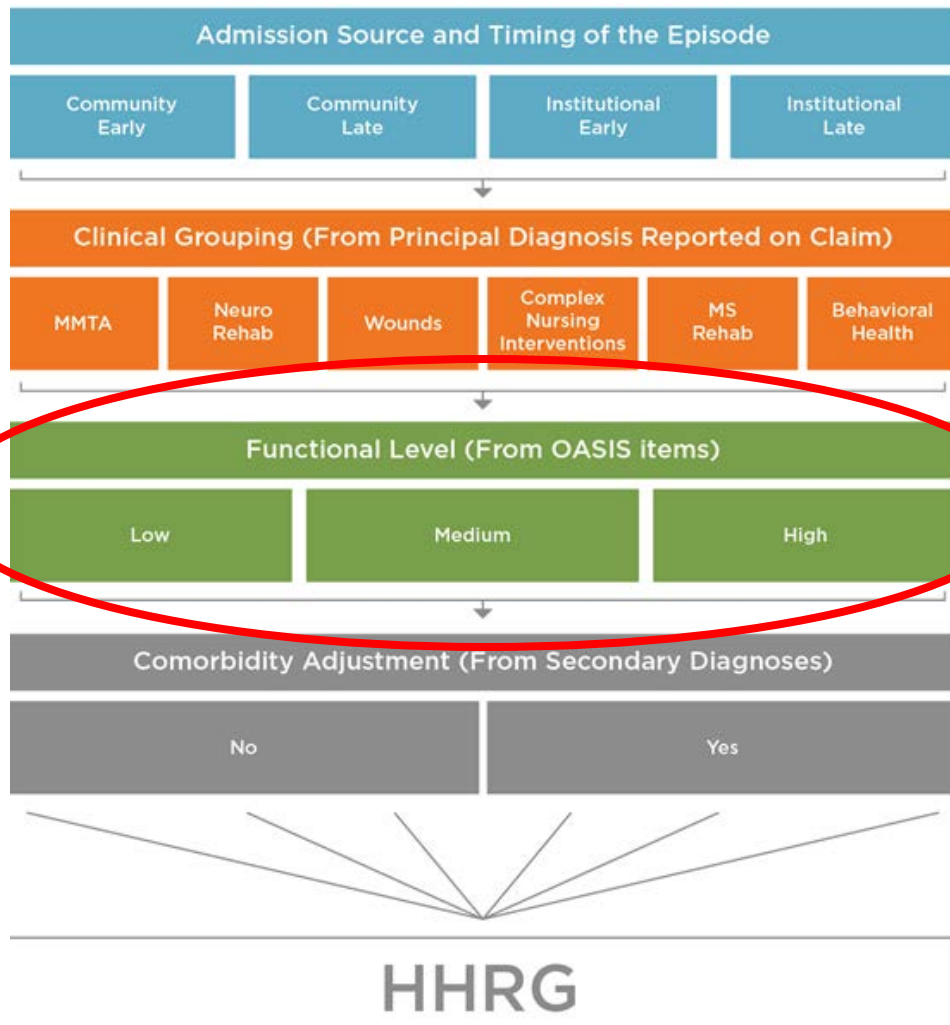 Admission Source and Timing of the Episode
Community
Early
Community
Late
Institutional
Early
Institutional
Late
Clinical Grouping (From Principal Diagnosis Reported on Claim)
MMTA
Neuro
Rehab
Wounds
Complex
Nursing
Interventions
MS
Rehab
Behavioral
Health
Functional Level (From OASIS items)
Low
Medium
High
Comorbidity Adjustment (From Secondary Diagnoses)
No
Yes
HHRG